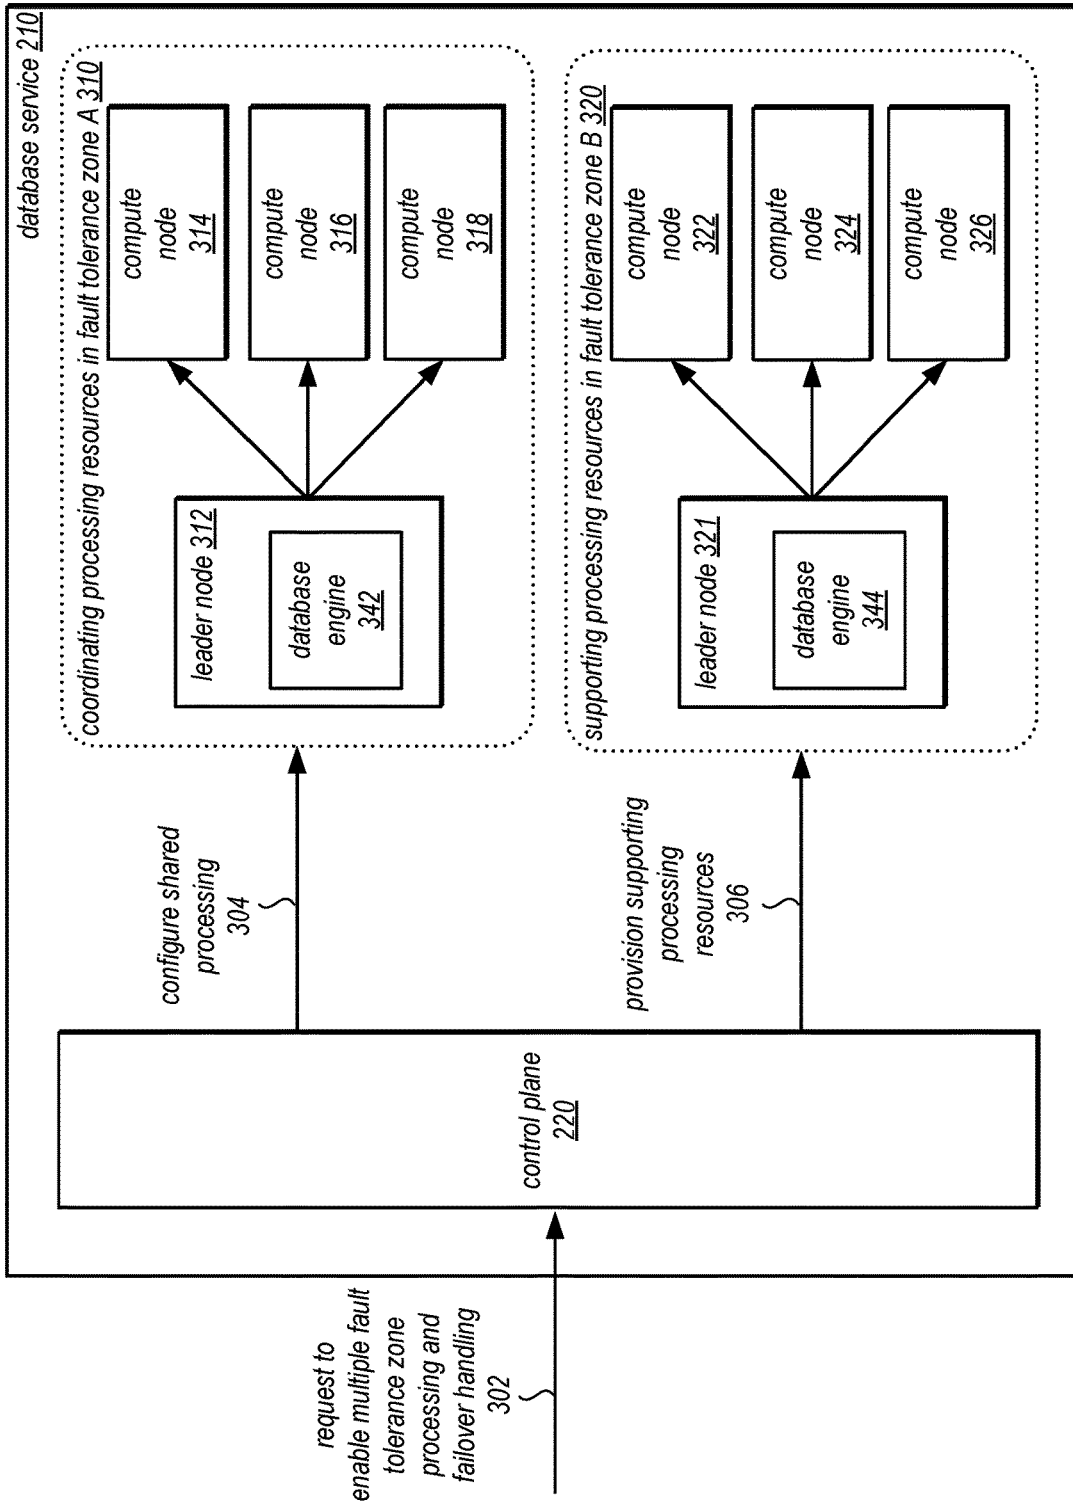 database service 210
coordinating processing resources in fault tolerance zone A 310
compute
node
314
compute
node
316
compute
node
318
leader node 312
database
engine
342
supporting processing resources in fault tolerance zone B 320
compute
node
322
compute
node
324
compute
node
326
leader node 321
database
engine
344
configure shared
processing
304
provision supporting
processing
resources
306
control plane
220
request to
enable multiple fault
tolerance zone
processing and
failover handling
302